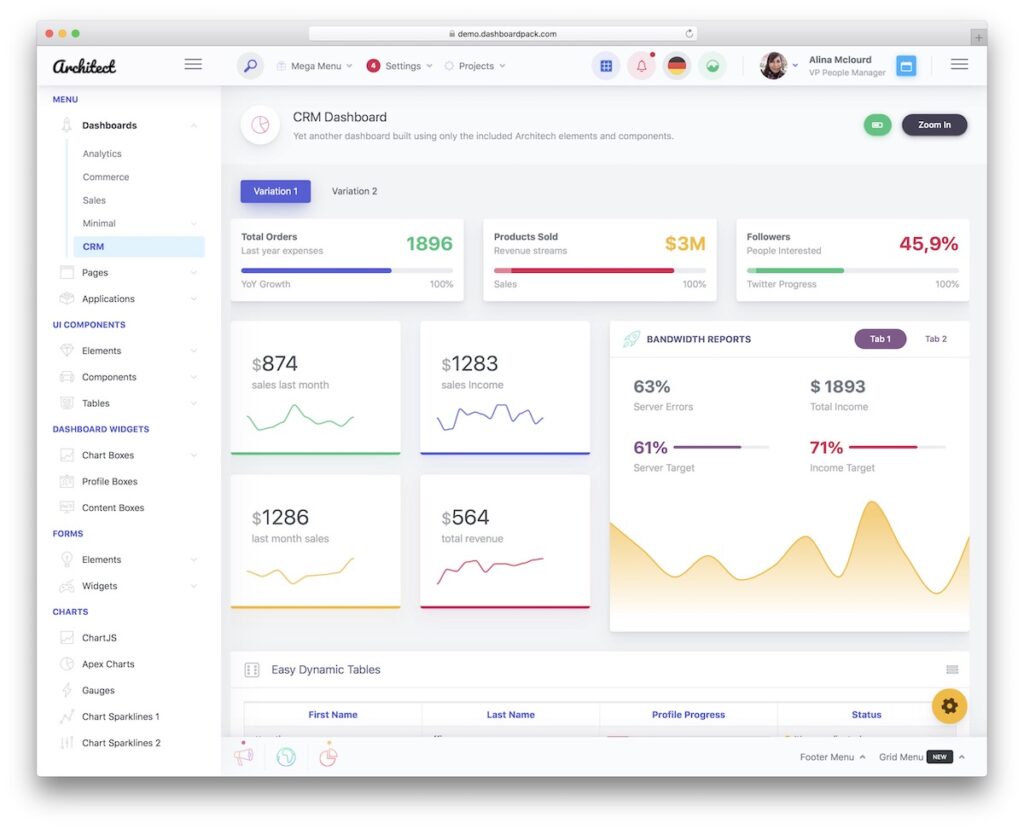 demo.dashboardpack.com
Architect
Mega Menu
4
Settings
Projects
Alina Mclourd
VP People Manager
MENU
Dashboards
Analytics
Commerce
Sales
Minimal
CRM
Pages
Applications
UI COMPONENTS
Elements
Components
Tables
DASHBOARD WIDGETS
Chart Boxes
Profile Boxes
Content Boxes
FORMS
Elements
Widgets
CHARTS
ChartJS
Apex Charts
Gauges
Chart Sparklines 1
Chart Sparklines 2
CRM Dashboard
Yet another dashboard built using only the included Architech elements and components.
Zoom In
Variation 1
Variation 2
Total Orders
Last year expenses
1896
YoY Growth
100%
Products Sold
Revenue streams
$3M
Sales
100%
Followers
People Interested
45,9%
Twitter Progress
100%
$874
sales last month
$1283
sales Income
$1286
last month sales
$564
total revenue
BANDWIDTH REPORTS
Tab 1
Tab 2
63%
Server Errors
$ 1893
Total Income
61%
Server Target
71%
Income Target
Easy Dynamic Tables
First Name
Last Name
Profile Progress
Status
Footer Menu
Grid Menu
NEW